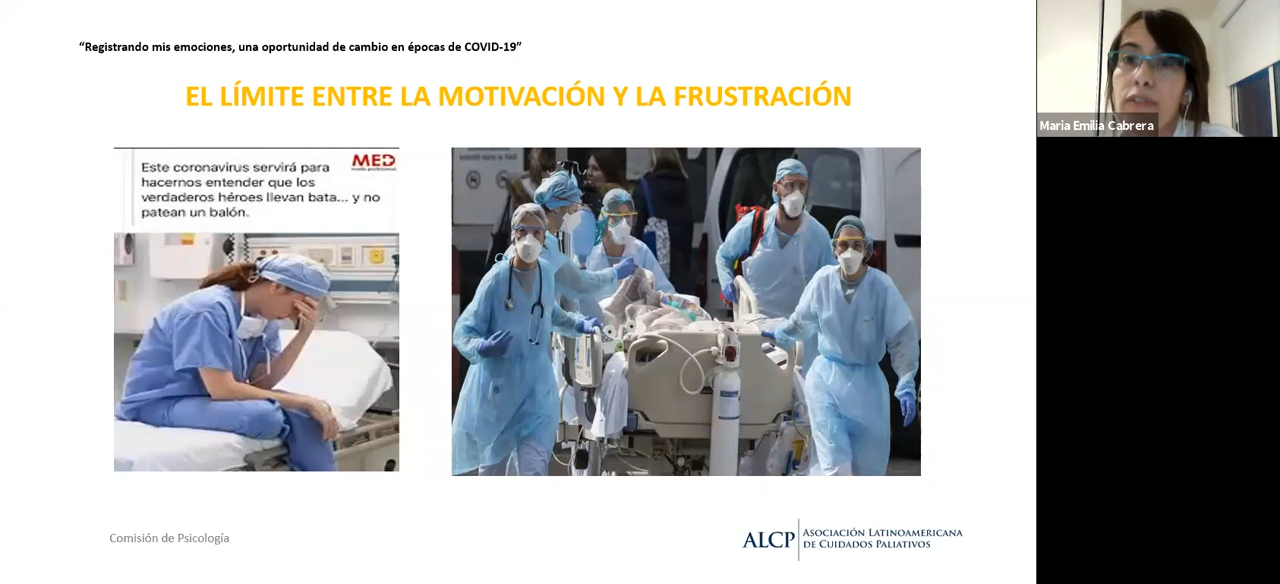 “Registrando mis emociones, una oportunidad de cambio en épocas de COVID-19”
EL LÍMITE ENTRE LA MOTIVACIÓN Y LA FRUSTRACIÓN
Este coronavirus servirá para
hacernos entender que los
verdaderos héroes llevan bata... y no
patean un balón.
MED
Maria Emilia Cabrera
Comisión de Psicología
ALCP
ASOCIACIÓN LATINOAMERICANA
DE CUIDADOS PALIATIVOS